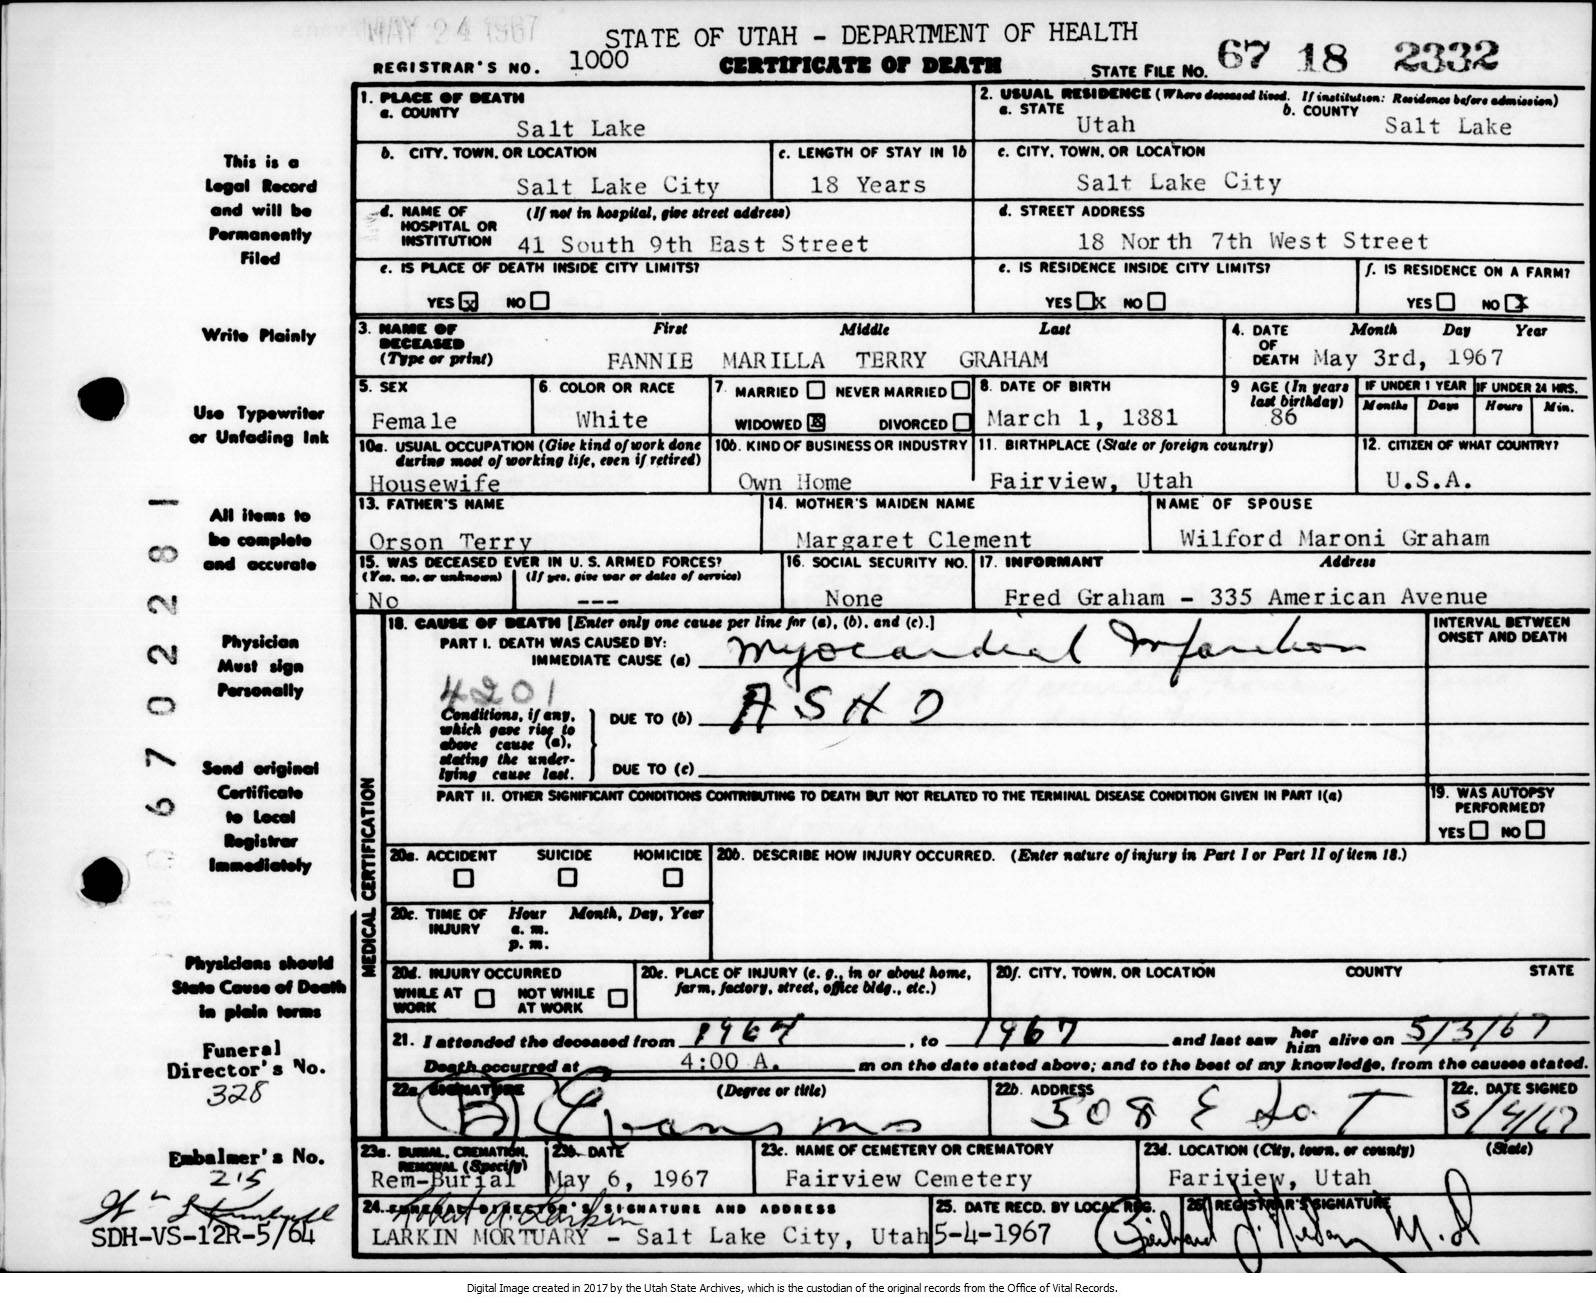 MAY 24 1967
STATE OF UTAH - DEPARTMENT OF HEALTH
REGISTRAR'S NO. 1000 CERTIFICATE OF DEATH STATE FILE NO. 67 18 2332
1. PLACE OF DEATH
a. COUNTY
Salt Lake
2. USUAL RESIDENCE (Where deceased lived. If institution: Residence before admission)
a. STATE Utah b. COUNTY Salt Lake
b. CITY, TOWN, OR LOCATION
Salt Lake City
c. LENGTH OF STAY IN 1b
18 Years
c. CITY, TOWN, OR LOCATION
Salt Lake City
d. NAME OF HOSPITAL OR INSTITUTION (If not in hospital, give street address)
41 South 9th East Street
d. STREET ADDRESS
18 North 7th West Street
e. IS PLACE OF DEATH INSIDE CITY LIMITS?
YES x NO
e. IS RESIDENCE INSIDE CITY LIMITS?
YES x NO
f. IS RESIDENCE ON A FARM?
YES NO x
3. NAME OF DECEASED (Type or print) First Middle Last
FANNIE MARILLA TERRY GRAHAM
4. DATE OF DEATH Month Day Year
May 3rd, 1967
5. SEX
Female
6. COLOR OR RACE
White
7. MARRIED NEVER MARRIED
WIDOWED x DIVORCED
8. DATE OF BIRTH
March 1, 1881
9 AGE (In years last birthday)
86
IF UNDER 1 YEAR
Months Days
IF UNDER 24 HRS.
Hours Min.
10a. USUAL OCCUPATION (Give kind of work done during most of working life, even if retired)
Housewife
10b. KIND OF BUSINESS OR INDUSTRY
Own Home
11. BIRTHPLACE (State or foreign country)
Fairview, Utah
12. CITIZEN OF WHAT COUNTRY?
U.S.A.
13. FATHER'S NAME
Orson Terry
14. MOTHER'S MAIDEN NAME
Margaret Clement
NAME OF SPOUSE
Wilford Maroni Graham
15. WAS DECEASED EVER IN U. S. ARMED FORCES?
(Yes, no, or unknown) (If yes, give war or dates of service)
No ---
16. SOCIAL SECURITY NO.
None
17. INFORMANT Address
Fred Graham - 335 American Avenue
MEDICAL CERTIFICATION
18. CAUSE OF DEATH [Enter only one cause per line for (a), (b), and (c).]
PART I. DEATH WAS CAUSED BY:
IMMEDIATE CAUSE (a) Myocardial Infarction
4201
Conditions, if any, which gave rise to above cause (a), stating the underlying cause last.
DUE TO (b) ASHD
DUE TO (c)
INTERVAL BETWEEN ONSET AND DEATH
PART II. OTHER SIGNIFICANT CONDITIONS CONTRIBUTING TO DEATH BUT NOT RELATED TO THE TERMINAL DISEASE CONDITION GIVEN IN PART I(a)
19. WAS AUTOPSY PERFORMED?
YES NO
20a. ACCIDENT SUICIDE HOMICIDE
20b. DESCRIBE HOW INJURY OCCURRED. (Enter nature of injury in Part I or Part II of item 18.)
20c. TIME OF INJURY Hour Month, Day, Year
a. m.
p. m.
20d. INJURY OCCURRED
WHILE AT WORK NOT WHILE AT WORK
20e. PLACE OF INJURY (e. g., in or about home, farm, factory, street, office bldg., etc.)
20f. CITY, TOWN, OR LOCATION COUNTY STATE
21. I attended the deceased from 1964, to 1967 and last saw her him alive on 5/3/67
Death occurred at 4:00 A. m on the date stated above; and to the best of my knowledge, from the causes stated.
22a. SIGNATURE (Degree or title)
Evans MD
22b. ADDRESS
508 E So. T
22c. DATE SIGNED
5/4/67
23a. BURIAL, CREMATION, REMOVAL (Specify)
Rem-Burial
23b. DATE
May 6, 1967
23c. NAME OF CEMETERY OR CREMATORY
Fairview Cemetery
23d. LOCATION (City, town, or county) (State)
Fariview, Utah
24. FUNERAL DIRECTOR'S SIGNATURE AND ADDRESS
Robert A. Larkin
LARKIN MORTUARY - Salt Lake City, Utah
25. DATE RECD. BY LOCAL REG.
5-4-1967
26 REGISTRAR'S SIGNATURE
M.D
This is a
Legal Record
and will be
Permanently
Filed
Write Plainly
Use Typewriter
or Unfading Ink
All items to
be complete
and accurate
Physician
Must sign
Personally
Send original
Certificate
to Local
Registrar
Immediately
Physicians should
State Cause of Death
in plain terms
Funeral
Director's No.
328
Embalmer's No.
215
SDH-VS-12R-5/64
67022281
Digital Image created in 2017 by the Utah State Archives, which is the custodian of the original records from the Office of Vital Records.